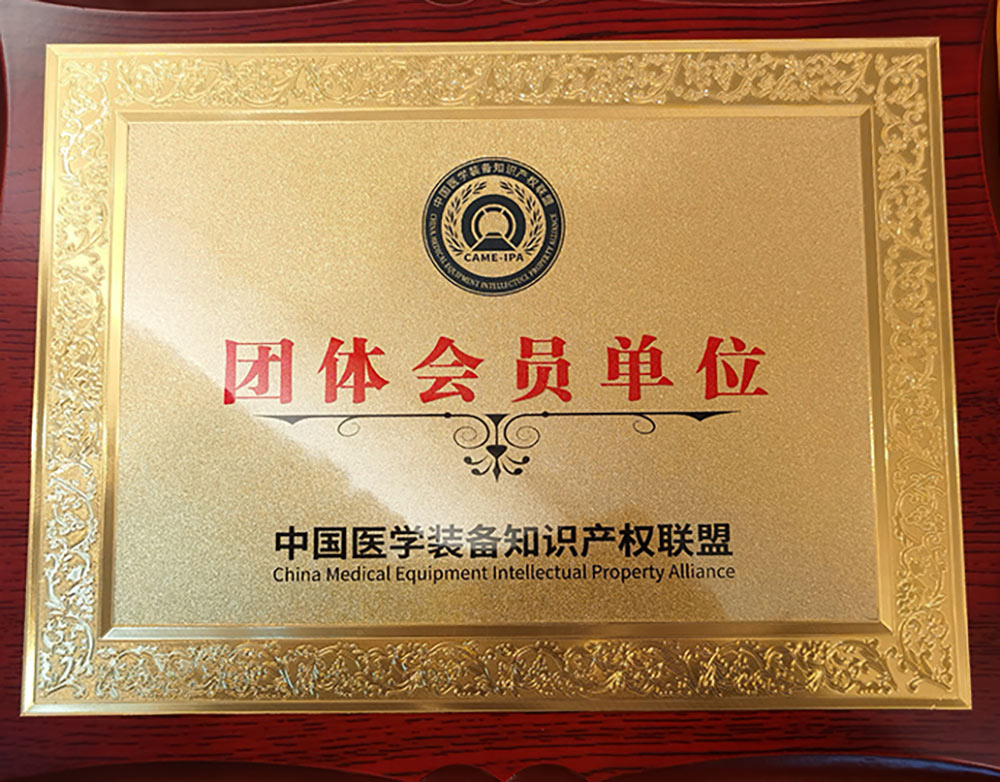 中国医学装备知识产权联盟
CAME-IPA
CHINA MEDICAL EQUIPMENT INTELLECTUCL PROPERTY ALLIANCE
团体会员单位
中国医学装备知识产权联盟
China Medical Equipment Intellectual Property Alliance